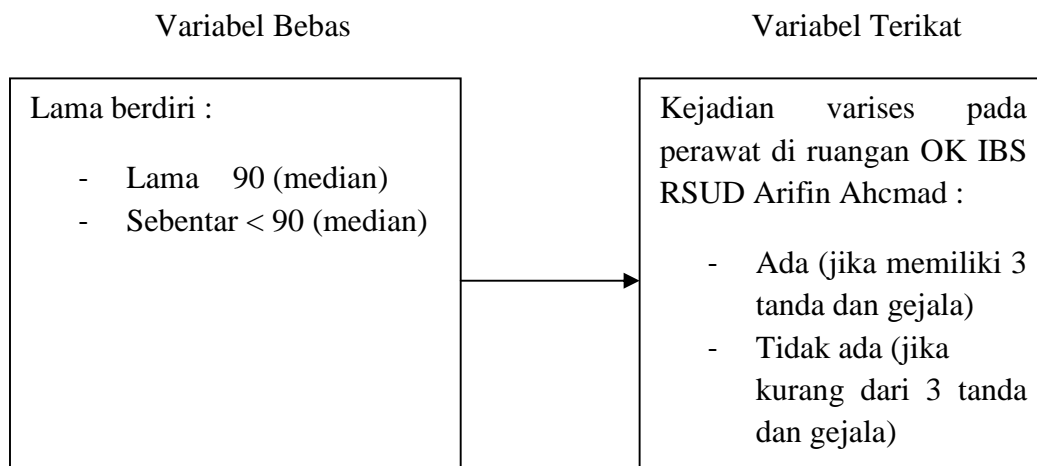 Variabel Bebas
Variabel Terikat
Lama berdiri :
- Lama 90 (median)
- Sebentar < 90 (median)
Kejadian varises pada
perawat di ruangan OK IBS
RSUD Arifin Ahcmad :
- Ada (jika memiliki 3
tanda dan gejala)
- Tidak ada (jika
kurang dari 3 tanda
dan gejala)